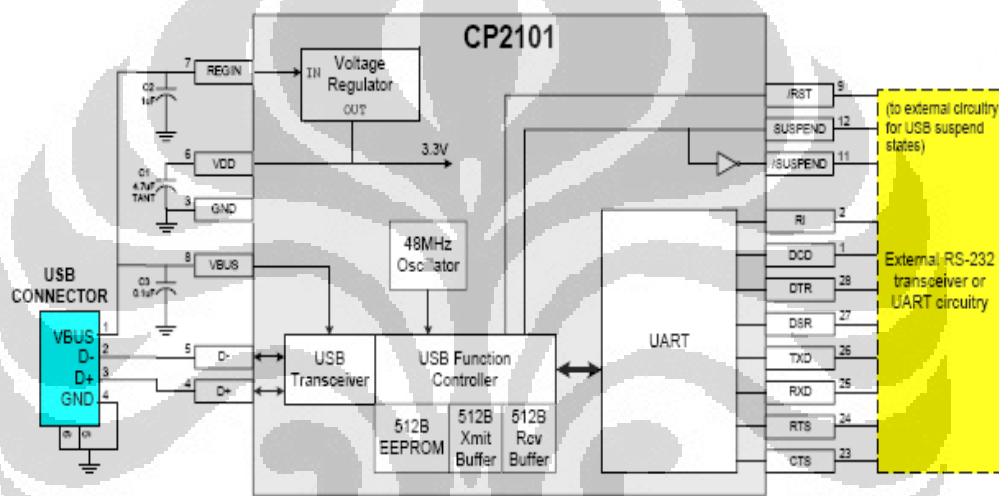 CP2101
7
REGIN
IN
Voltage
Regulator
OUT
C2
1uF
6
VDD
3.3V
C1
4.7uF
TANT
3
GND
48MHz
Oscillator
8
VBUS
C3
0.1uF
USB
CONNECTOR
VBUS
1
D-
2
D+
3
GND
4
5
D-
4
D+
USB
Transceiver
USB Function
Controller
512B
EEPROM
512B
Xmit
Buffer
512B
Rcv
Buffer
UART
/RST
9
SUSPEND
12
/SUSPEND
11
RI
2
DCD
1
DTR
28
DSR
27
TXD
26
RXD
25
RTS
24
CTS
23
(to external circuitry
for USB suspend
states)
External RS-232
transceiver or
UART circuitry